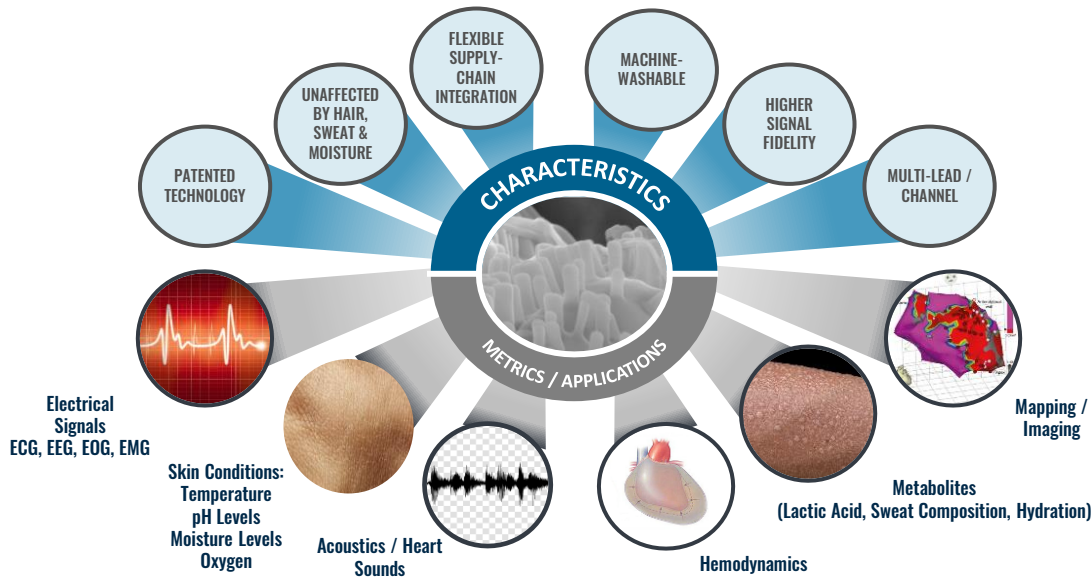 FLEXIBLE
SUPPLY-
CHAIN
INTEGRATION
MACHINE-
WASHABLE
UNAFFECTED
BY HAIR,
SWEAT &
MOISTURE
HIGHER
SIGNAL
FIDELITY
PATENTED
TECHNOLOGY
MULTI-LEAD /
CHANNEL
CHARACTERISTICS
METRICS / APPLICATIONS
Electrical
Signals
ECG, EEG, EOG, EMG
Skin Conditions:
Temperature
pH Levels
Moisture Levels
Oxygen
Acoustics / Heart
Sounds
Hemodynamics
Metabolites
(Lactic Acid, Sweat Composition, Hydration)
Mapping /
Imaging